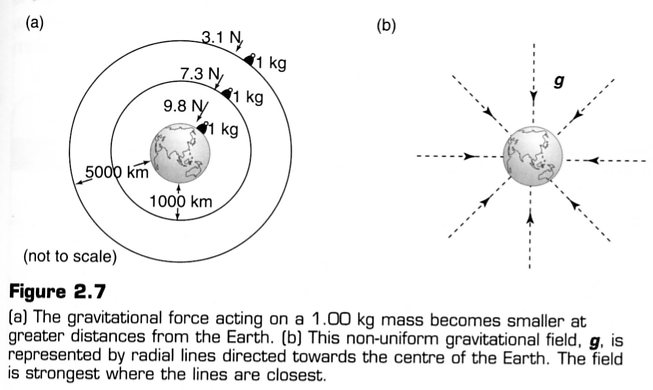 (a)
3.1 N
1 kg
7.3 N
1 kg
9.8 N
1 kg
5000 km
1000 km
(not to scale)
(b)
g
Figure 2.7
(a) The gravitational force acting on a 1.00 kg mass becomes smaller at
greater distances from the Earth. (b) This non-uniform gravitational field, g, is
represented by radial lines directed towards the centre of the Earth. The field
is strongest where the lines are closest.